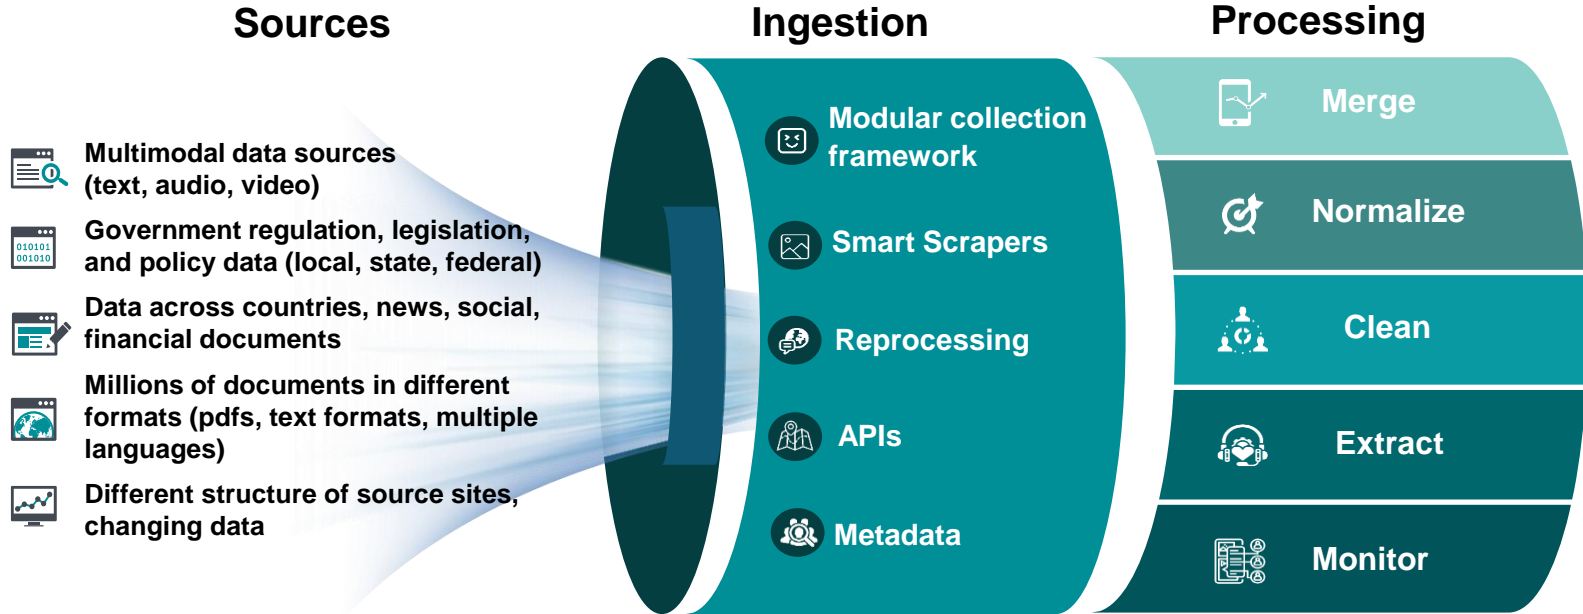 Sources
Multimodal data sources
(text, audio, video)
Government regulation, legislation,
and policy data (local, state, federal)
Data across countries, news, social,
financial documents
Millions of documents in different
formats (pdfs, text formats, multiple
languages)
Different structure of source sites,
changing data
010101
001010
Ingestion
Modular collection
framework
Smart Scrapers
Reprocessing
APIs
Metadata
Processing
Merge
Normalize
Clean
Extract
Monitor